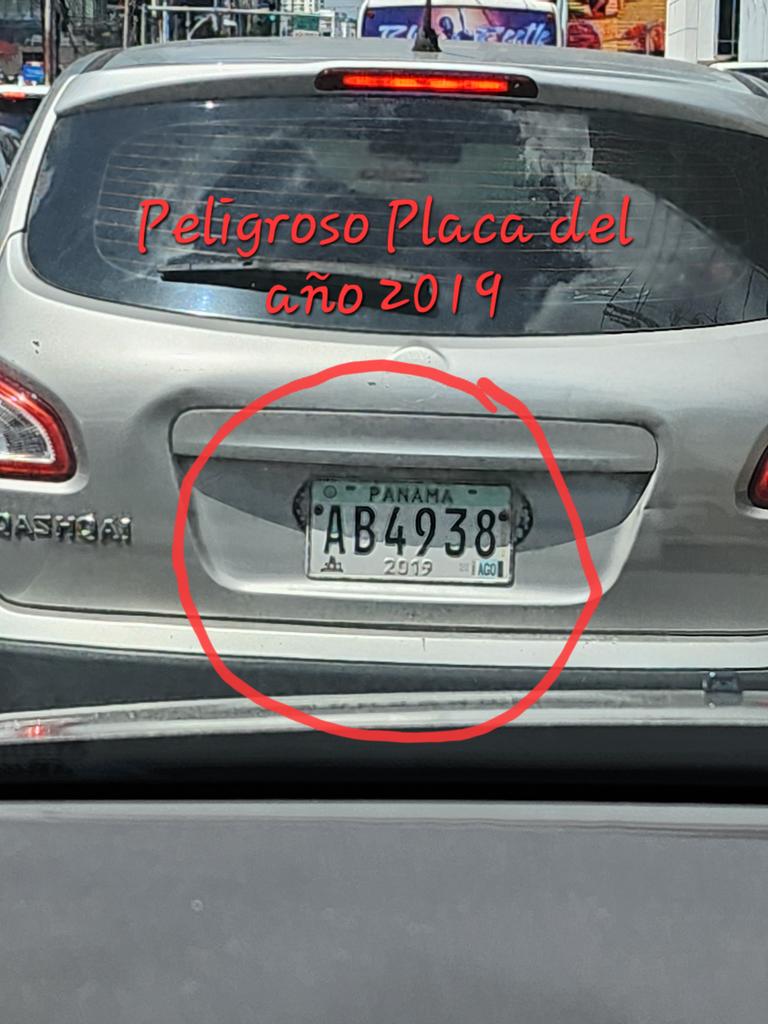 Peligroso Placa del
año 2019
QASHQAI
PANAMA
AB4938
2019
AGO